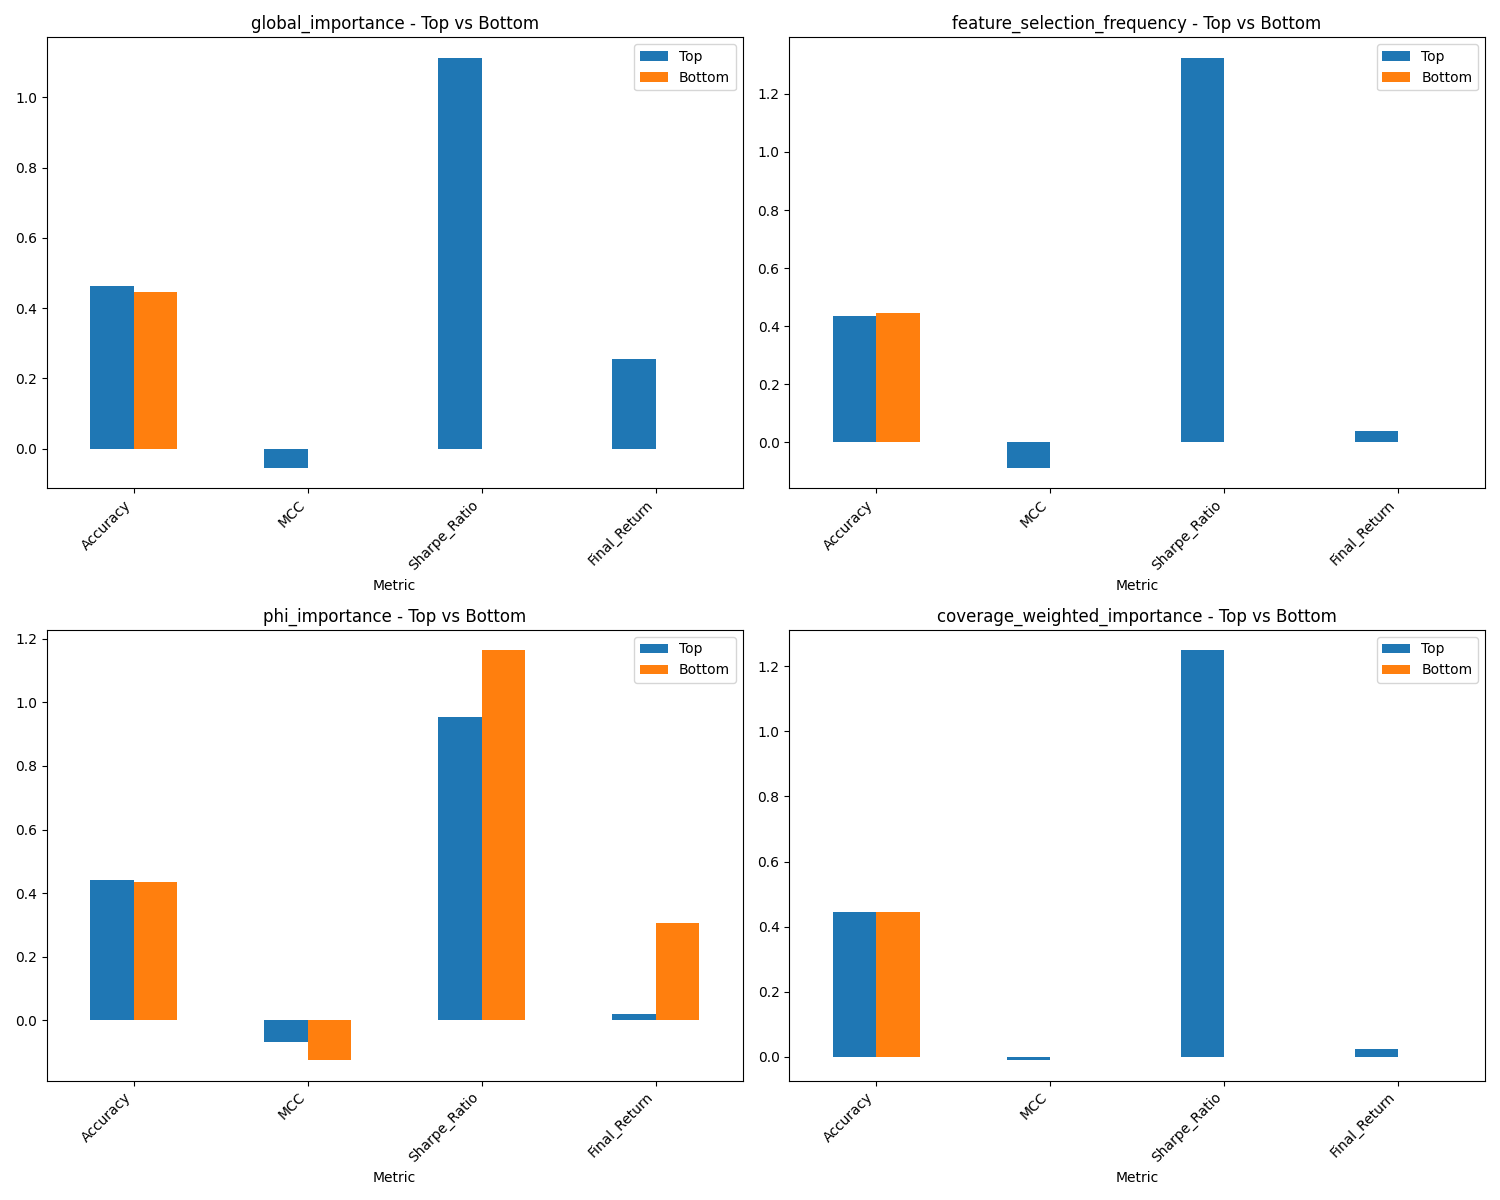 global_importance - Top vs Bottom
Top
Bottom
1.0
0.8
0.6
0.4
0.2
0.0
Accuracy
MCC
Sharpe_Ratio
Final_Return
Metric
feature_selection_frequency - Top vs Bottom
Top
Bottom
1.2
1.0
0.8
0.6
0.4
0.2
0.0
Accuracy
MCC
Sharpe_Ratio
Final_Return
Metric
phi_importance - Top vs Bottom
Top
Bottom
1.2
1.0
0.8
0.6
0.4
0.2
0.0
Accuracy
MCC
Sharpe_Ratio
Final_Return
Metric
coverage_weighted_importance - Top vs Bottom
Top
Bottom
1.2
1.0
0.8
0.6
0.4
0.2
0.0
Accuracy
MCC
Sharpe_Ratio
Final_Return
Metric